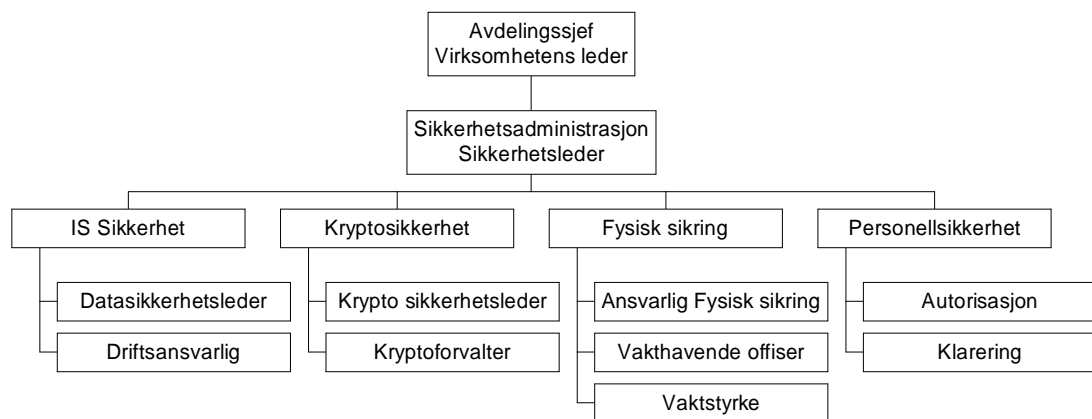 Avdelingssjef
Virksomhetens leder
Sikkerhetsadministrasjon
Sikkerhetsleder
IS Sikkerhet
Kryptosikkerhet
Fysisk sikring
Personellsikkerhet
Datasikkerhetsleder
Krypto sikkerhetsleder
Ansvarlig Fysisk sikring
Autorisasjon
Driftsansvarlig
Kryptoforvalter
Vakthavende offiser
Klarering
Vaktstyrke